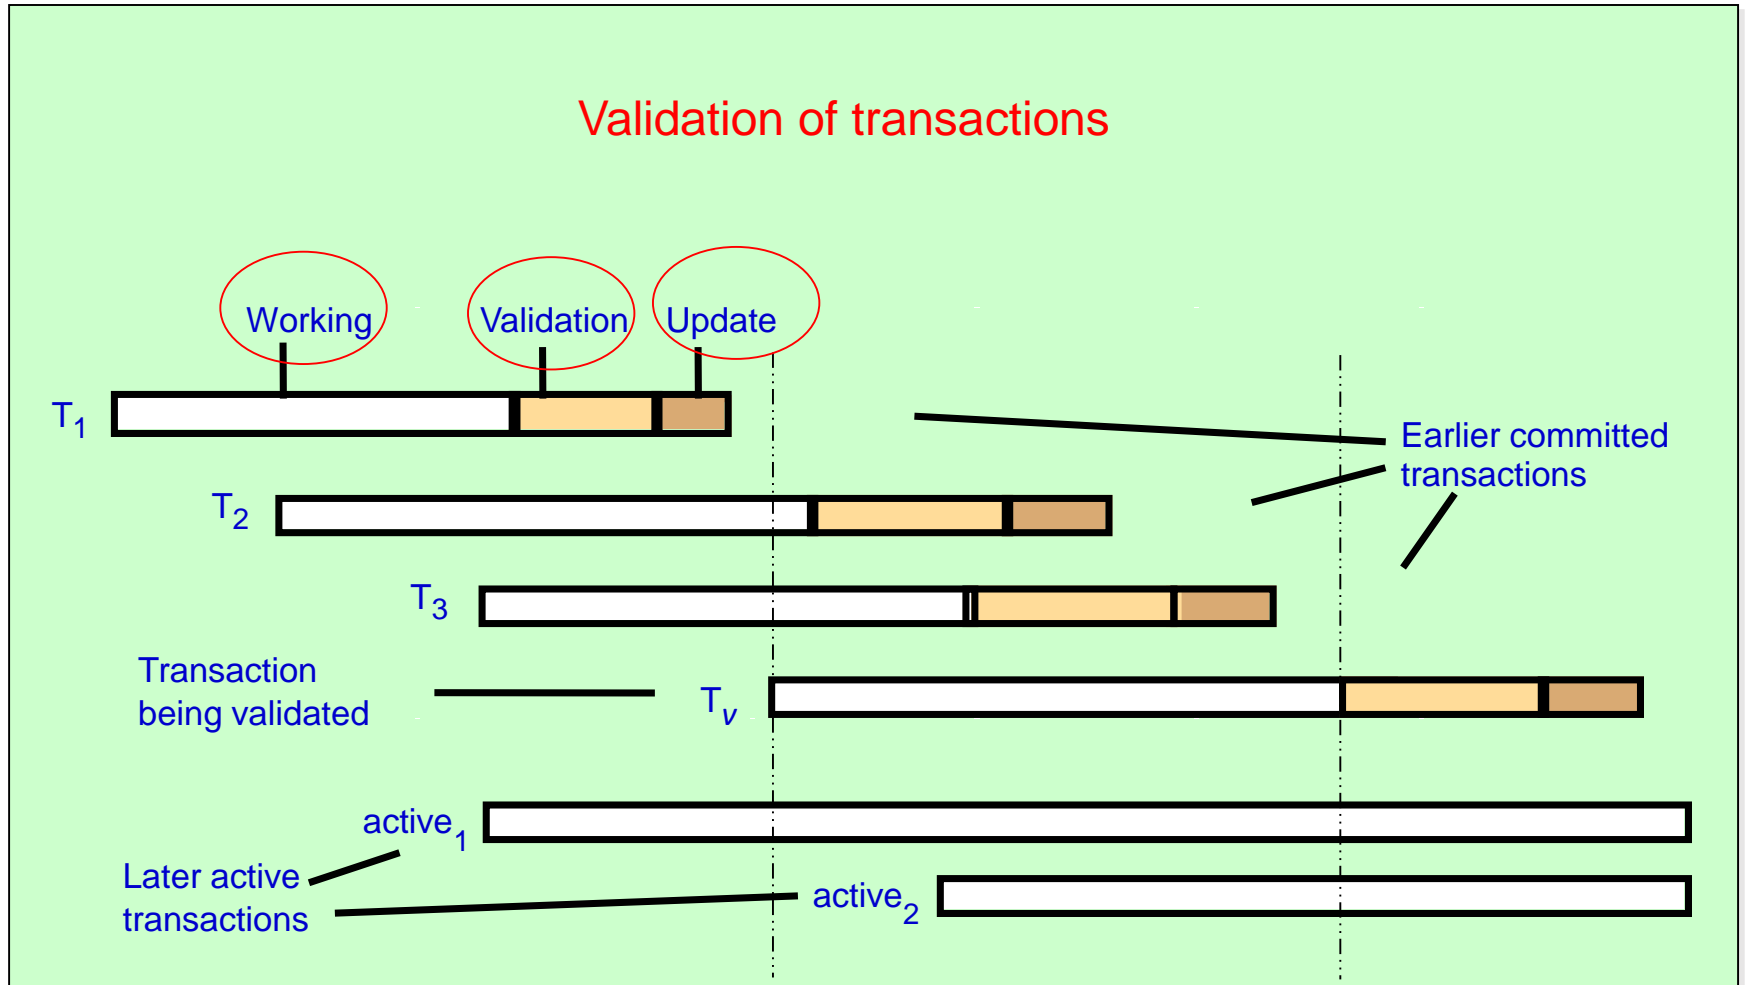 Validation of transactions
Working Validation Update
T1
Earlier committed
transactions
T2
T3
Transaction
being validated
Tv
active1
Later active
transactions
active2